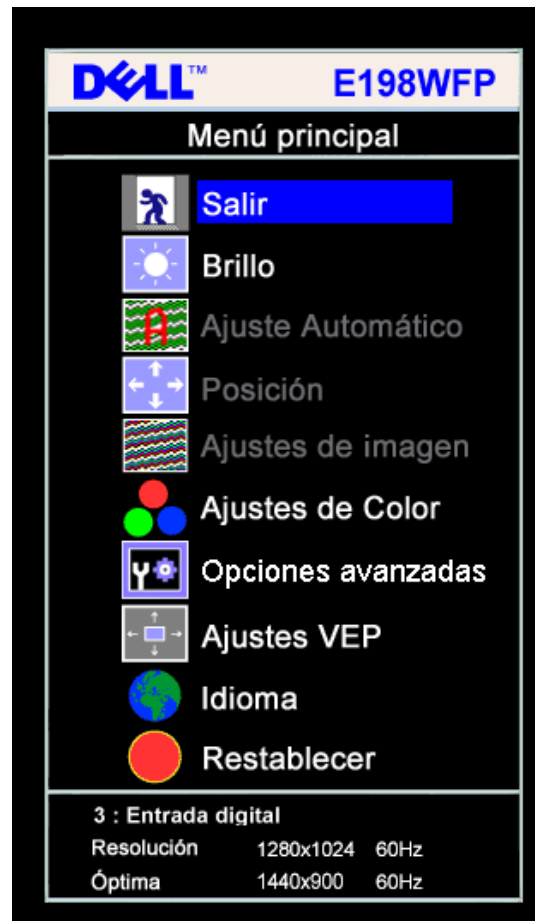 DELL™ E198WFP
Menú principal
Salir
Brillo
Ajuste Automático
Posición
Ajustes de imagen
Ajustes de Color
Opciones avanzadas
Ajustes VEP
Idioma
Restablecer
3 : Entrada digital
Resolución 1280x1024 60Hz
Óptima 1440x900 60Hz